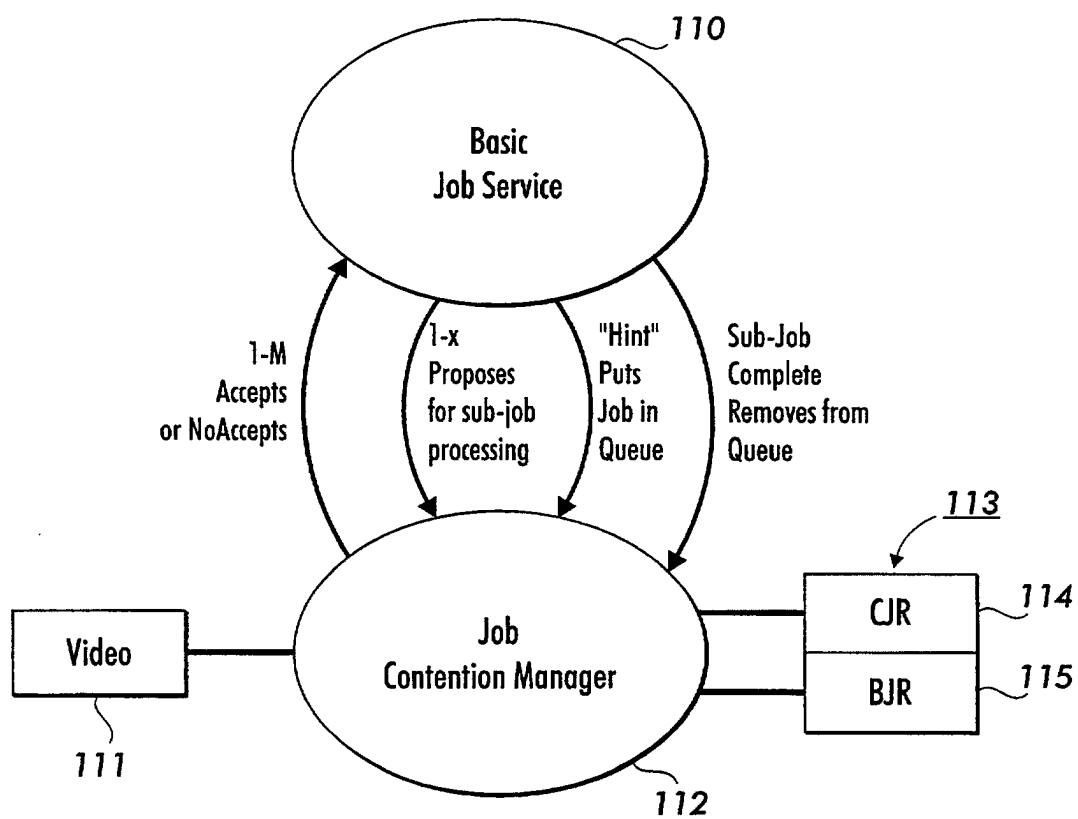 110
Basic
Job Service
1-M
Accepts
or NoAccepts
1-x
Proposes
for sub-job
processing
"Hint"
Puts
Job in
Queue
Sub-Job
Complete
Removes from
Queue
113
CJR
114
BJR
115
Video
111
Job
Contention Manager
112